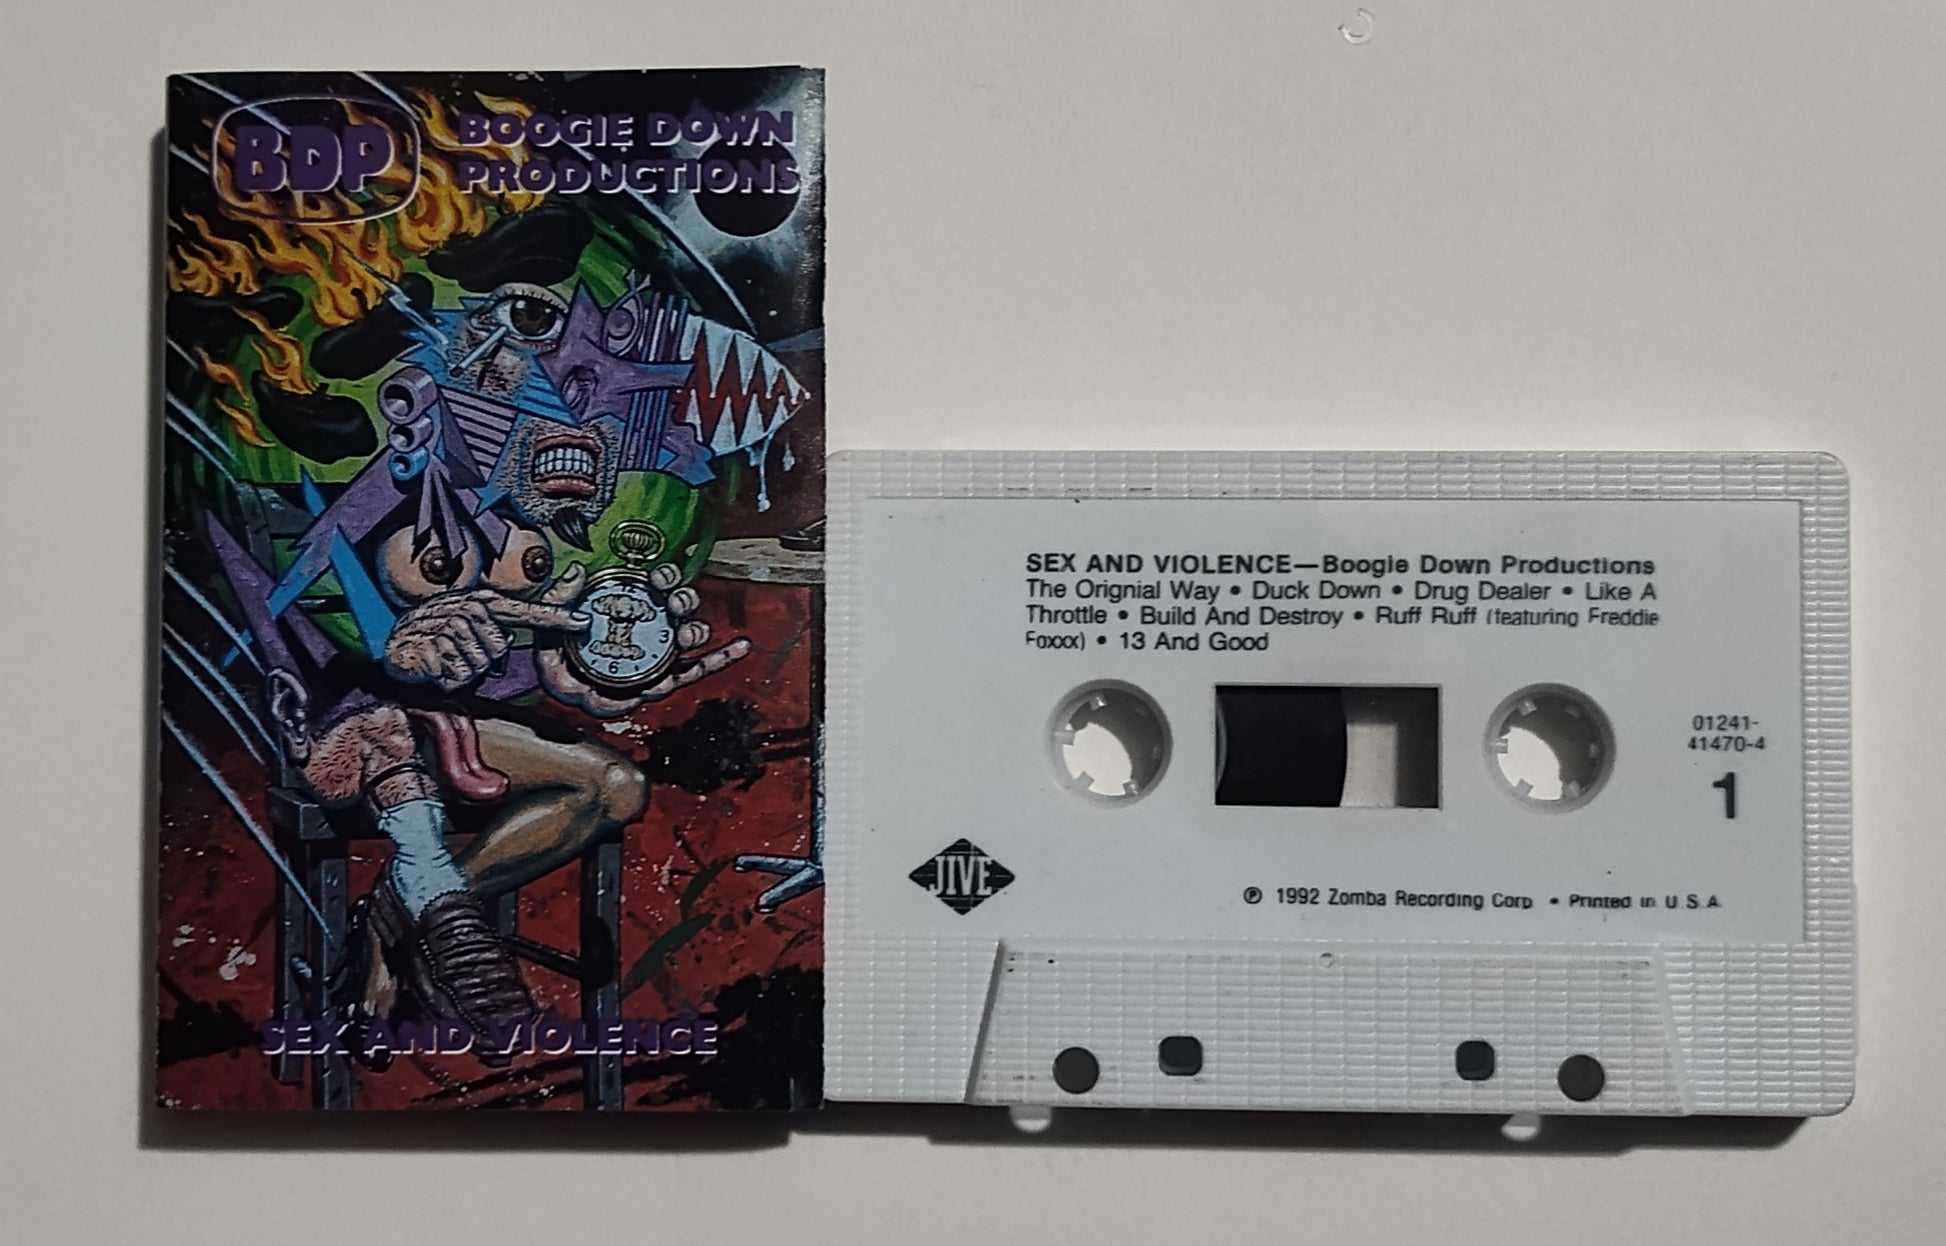 BDP
BOOGIE DOWN
PRODUCTIONS
3
6
SEX AND VIOLENCE
SEX AND VIOLENCE—Boogie Down Productions
The Orignial Way • Duck Down • Drug Dealer • Like A
Throttle • Build And Destroy • Ruff Ruff (featuring Freddie
Foxxx) • 13 And Good
01241-
41470-4
1
JIVE
℗ 1992 Zomba Recording Corp • Printed in U S A